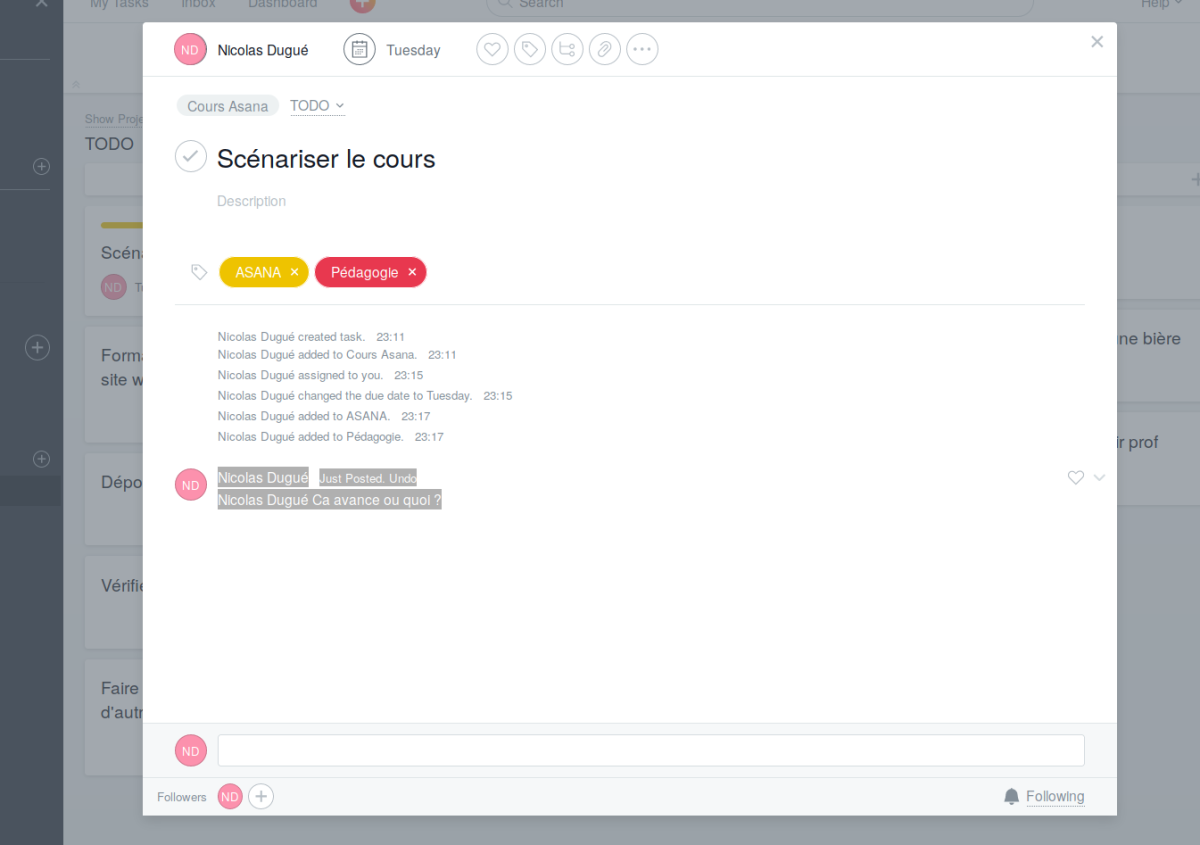 My Tasks Inbox Dashboard Search Help
ND Nicolas Dugué Tuesday
Cours Asana TODO
Show Proje
TODO
Scénariser le cours
Description
Scéna
ASANA × Pédagogie ×
ND
Nicolas Dugué created task. 23:11
Nicolas Dugué added to Cours Asana. 23:11
Nicolas Dugué assigned to you. 23:15
Nicolas Dugué changed the due date to Tuesday. 23:15
Nicolas Dugué added to ASANA. 23:17
Nicolas Dugué added to Pédagogie. 23:17
Forma
site w
ne bière
ir prof
ND Nicolas Dugué Just Posted. Undo
Nicolas Dugué Ca avance ou quoi ?
Dépo
Vérifie
Faire
d'autr
ND
Followers ND Following